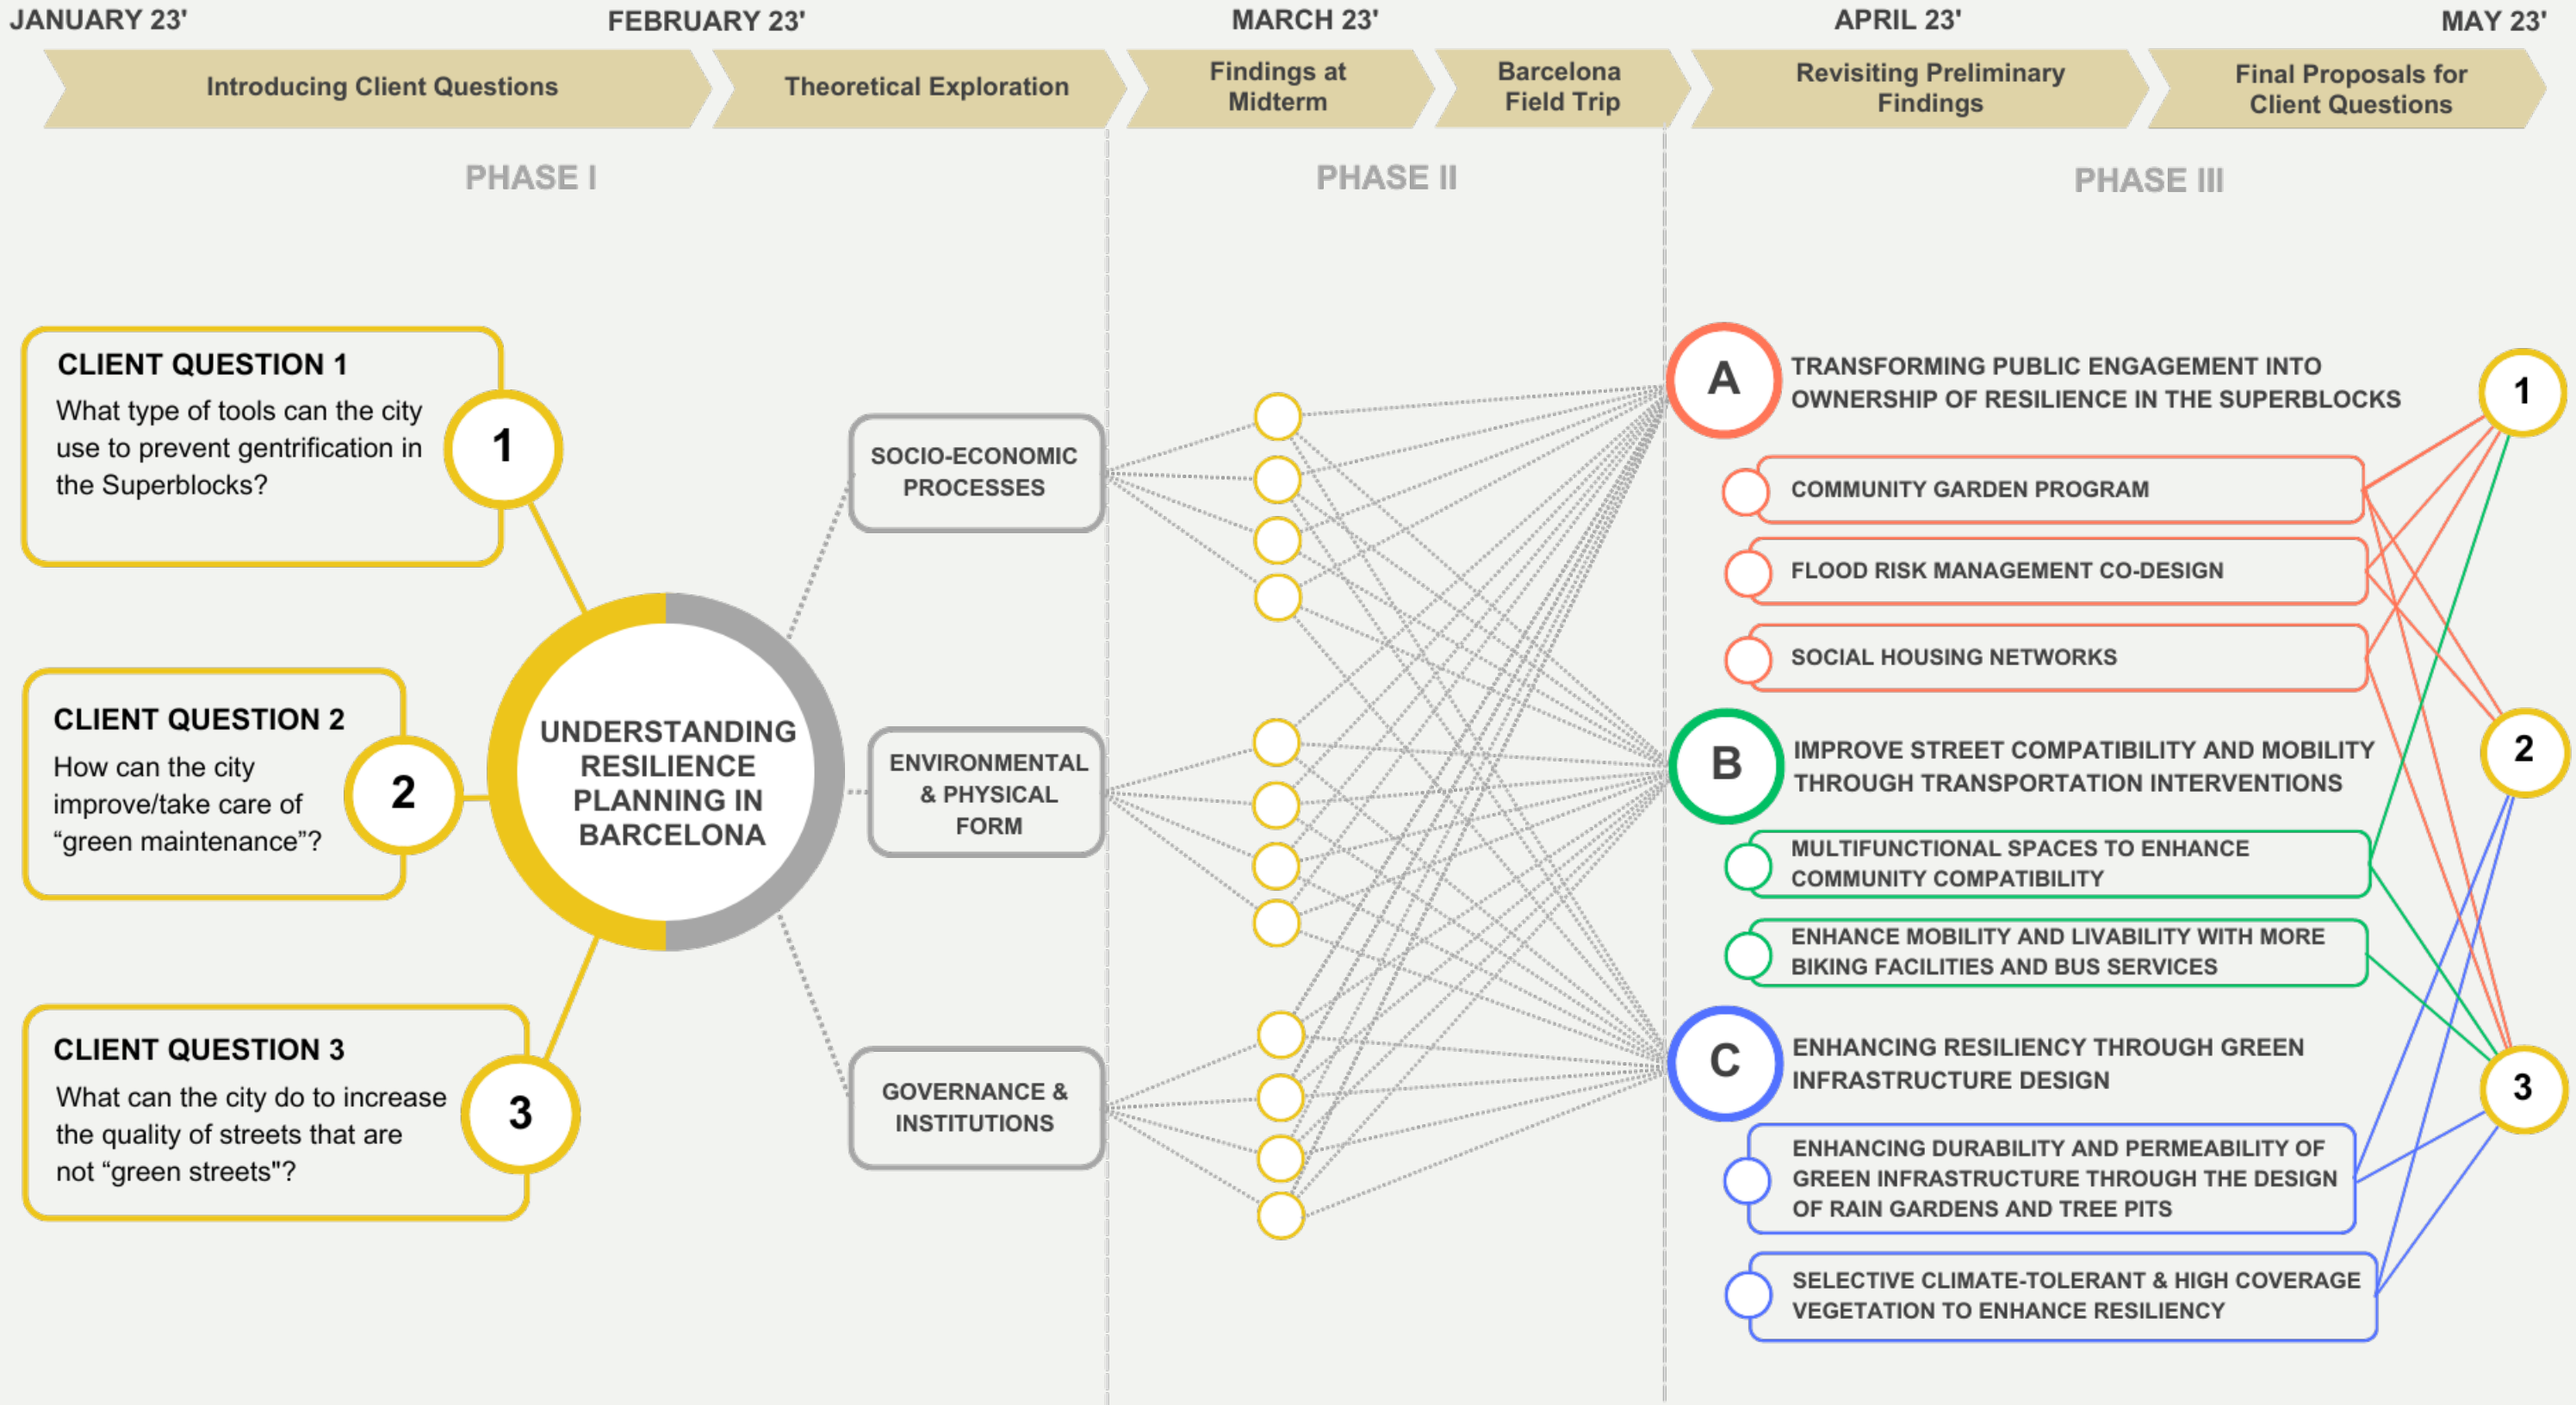 JANUARY 23'
FEBRUARY 23'
MARCH 23'
APRIL 23'
MAY 23'
Introducing Client Questions
Theoretical Exploration
Findings at
Midterm
Barcelona
Field Trip
Revisiting Preliminary
Findings
Final Proposals for
Client Questions
PHASE I
PHASE II
PHASE III
CLIENT QUESTION 1
What type of tools can the city
use to prevent gentrification in
the Superblocks?
1
CLIENT QUESTION 2
How can the city
improve/take care of
“green maintenance”?
2
CLIENT QUESTION 3
What can the city do to increase
the quality of streets that are
not “green streets"?
3
UNDERSTANDING
RESILIENCE
PLANNING IN
BARCELONA
SOCIO-ECONOMIC
PROCESSES
ENVIRONMENTAL
& PHYSICAL
FORM
GOVERNANCE &
INSTITUTIONS
A
TRANSFORMING PUBLIC ENGAGEMENT INTO
OWNERSHIP OF RESILIENCE IN THE SUPERBLOCKS
COMMUNITY GARDEN PROGRAM
FLOOD RISK MANAGEMENT CO-DESIGN
SOCIAL HOUSING NETWORKS
B
IMPROVE STREET COMPATIBILITY AND MOBILITY
THROUGH TRANSPORTATION INTERVENTIONS
MULTIFUNCTIONAL SPACES TO ENHANCE
COMMUNITY COMPATIBILITY
ENHANCE MOBILITY AND LIVABILITY WITH MORE
BIKING FACILITIES AND BUS SERVICES
C
ENHANCING RESILIENCY THROUGH GREEN
INFRASTRUCTURE DESIGN
ENHANCING DURABILITY AND PERMEABILITY OF
GREEN INFRASTRUCTURE THROUGH THE DESIGN
OF RAIN GARDENS AND TREE PITS
SELECTIVE CLIMATE-TOLERANT & HIGH COVERAGE
VEGETATION TO ENHANCE RESILIENCY
1
2
3